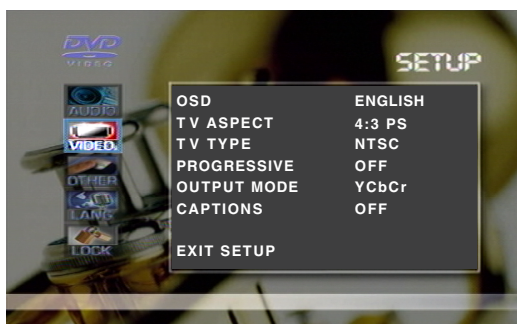 DVD
VIDEO
SETUP
AUDIO
VIDEO
OTHER
LANG
LOCK
OSD ENGLISH
TV ASPECT 4:3 PS
TV TYPE NTSC
PROGRESSIVE OFF
OUTPUT MODE YCbCr
CAPTIONS OFF
EXIT SETUP